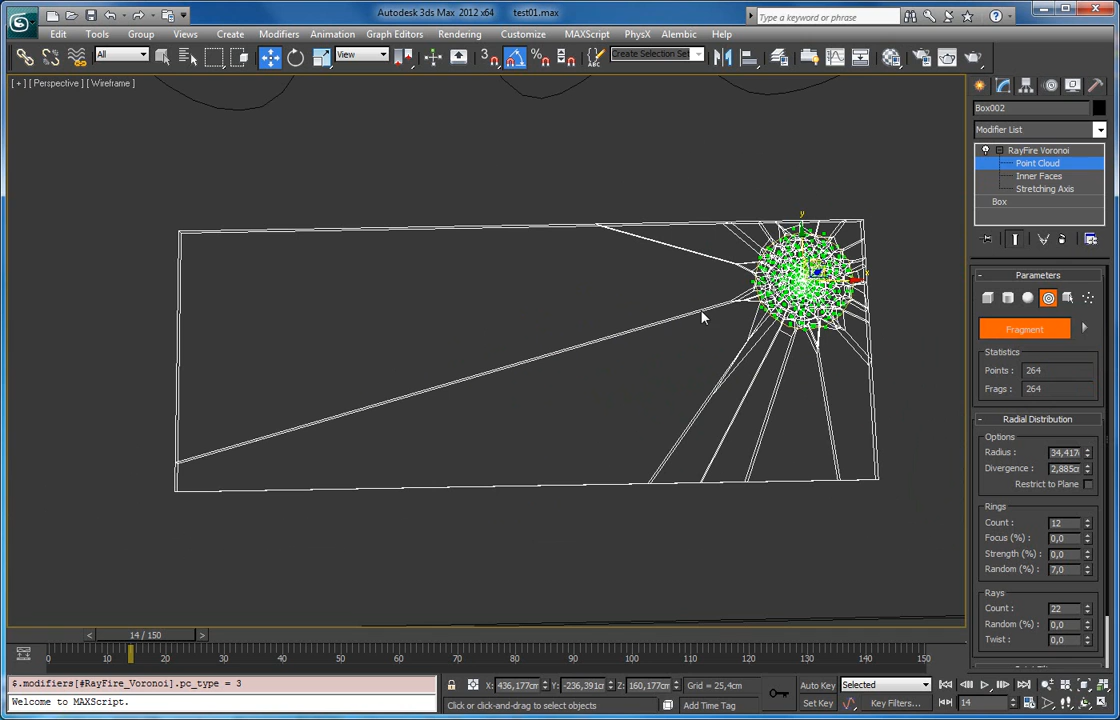 Autodesk 3ds Max 2012 x64 test01.max
Type a keyword or phrase
Edit Tools Group Views Create Modifiers Animation Graph Editors Rendering Customize MAXScript PhysX Alembic Help
All View 3 Create Selection Se
[ + ] [ Perspective ] [ Wireframe ]
Box002
Modifier List
RayFire Voronoi
Point Cloud
Inner Faces
Stretching Axis
Box
y
x
Parameters
Fragment
Statistics
Points : 264
Frags : 264
Radial Distribution
Options
Radius : 34,417
Divergence : 2,885c
Restrict to Plane
Rings
Count : 12
Focus (%) : 0,0
Strength (%) : 0,0
Random (%) : 7,0
Rays
Count : 22
Random (%) : 0,0
Twist : 0,0
< 14 / 150 >
0 10 20 30 40 50 60 70 80 90 100 110 120 130 140 150
$.modifiers[#RayFire_Voronoi].pc_type = 3
Welcome to MAXScript.
X: 436,177cm Y: -236,391cm Z: 160,177cm Grid = 25,4cm
Click or click-and-drag to select objects
Add Time Tag
Auto Key Selected
Set Key Key Filters... 14